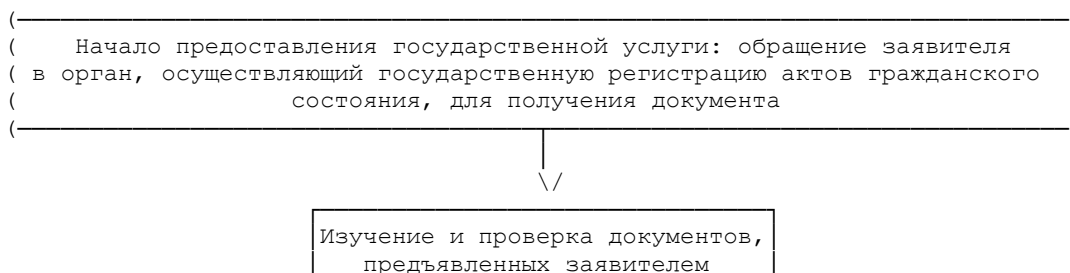 Начало предоставления государственной услуги: обращение заявителя
в орган, осуществляющий государственную регистрацию актов гражданского
состояния, для получения документа
Изучение и проверка документов,
предъявленных заявителем